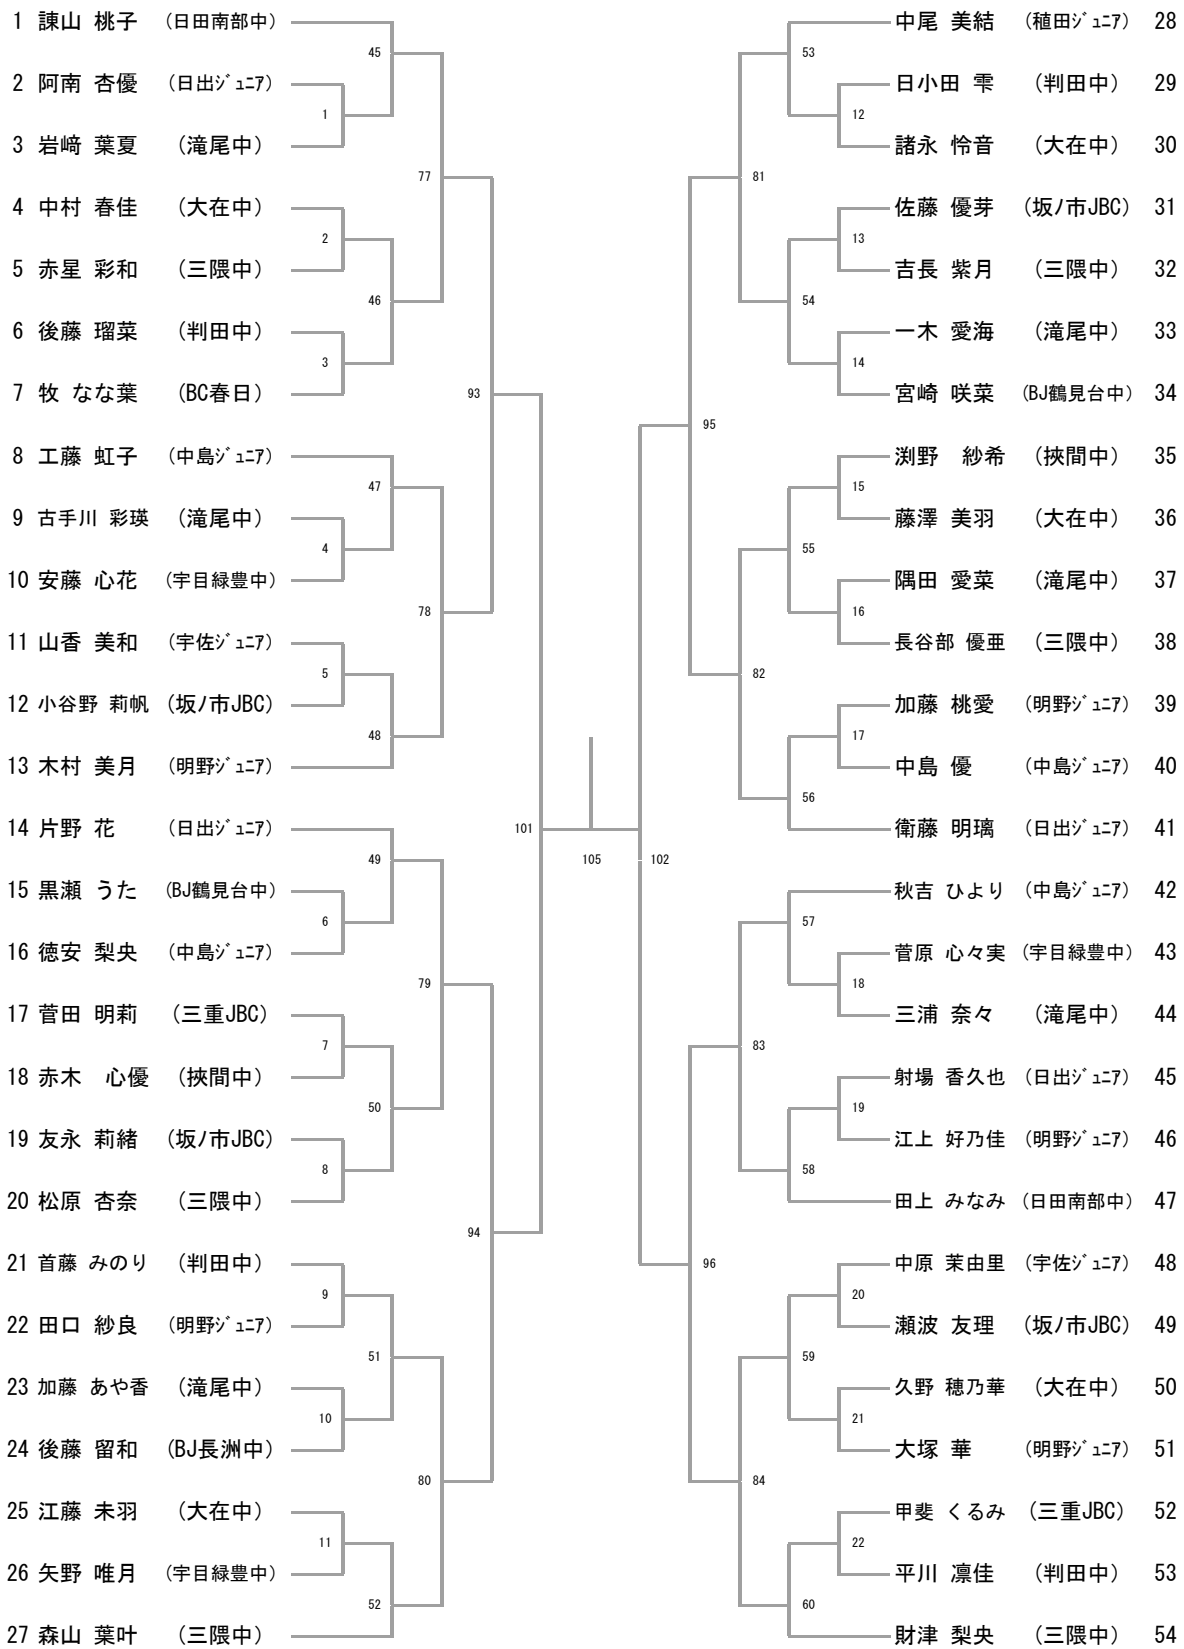 1 諌山 桃子 (日田南部中)
45
2 阿南 杏優 (日出ｼﾞｭﾆｱ)
1
3 岩﨑 葉夏 (滝尾中)
77
4 中村 春佳 (大在中)
2
5 赤星 彩和 (三隈中)
46
6 後藤 瑠菜 (判田中)
3
7 牧 なな葉 (BC春日)
93
8 工藤 虹子 (中島ｼﾞｭﾆｱ)
47
9 古手川 彩瑛 (滝尾中)
4
10 安藤 心花 (宇目緑豊中)
78
11 山香 美和 (宇佐ｼﾞｭﾆｱ)
5
12 小谷野 莉帆 (坂ﾉ市JBC)
48
13 木村 美月 (明野ｼﾞｭﾆｱ)
14 片野 花 (日出ｼﾞｭﾆｱ)
101
49
15 黒瀬 うた (BJ鶴見台中)
6
16 徳安 梨央 (中島ｼﾞｭﾆｱ)
79
17 菅田 明莉 (三重JBC)
7
18 赤木 心優 (挾間中)
50
19 友永 莉緒 (坂ﾉ市JBC)
8
20 松原 杏奈 (三隈中)
94
21 首藤 みのり (判田中)
9
22 田口 紗良 (明野ｼﾞｭﾆｱ)
51
23 加藤 あや香 (滝尾中)
10
24 後藤 留和 (BJ長洲中)
80
25 江藤 未羽 (大在中)
11
26 矢野 唯月 (宇目緑豊中)
52
27 森山 葉叶 (三隈中)
105
中尾 美結 (稙田ｼﾞｭﾆｱ) 28
53
日小田 雫 (判田中) 29
12
諸永 怜音 (大在中) 30
81
佐藤 優芽 (坂ﾉ市JBC) 31
13
吉長 紫月 (三隈中) 32
54
一木 愛海 (滝尾中) 33
14
宮崎 咲菜 (BJ鶴見台中) 34
95
渕野 紗希 (挾間中) 35
15
藤澤 美羽 (大在中) 36
55
隅田 愛菜 (滝尾中) 37
16
長谷部 優亜 (三隈中) 38
82
加藤 桃愛 (明野ｼﾞｭﾆｱ) 39
17
中島 優 (中島ｼﾞｭﾆｱ) 40
56
衛藤 明璃 (日出ｼﾞｭﾆｱ) 41
102
秋吉 ひより (中島ｼﾞｭﾆｱ) 42
57
菅原 心々実 (宇目緑豊中) 43
18
三浦 奈々 (滝尾中) 44
83
射場 香久也 (日出ｼﾞｭﾆｱ) 45
19
江上 好乃佳 (明野ｼﾞｭﾆｱ) 46
58
田上 みなみ (日田南部中) 47
96
中原 茉由里 (宇佐ｼﾞｭﾆｱ) 48
20
瀬波 友理 (坂ﾉ市JBC) 49
59
久野 穂乃華 (大在中) 50
21
大塚 華 (明野ｼﾞｭﾆｱ) 51
84
甲斐 くるみ (三重JBC) 52
22
平川 凛佳 (判田中) 53
60
財津 梨央 (三隈中) 54